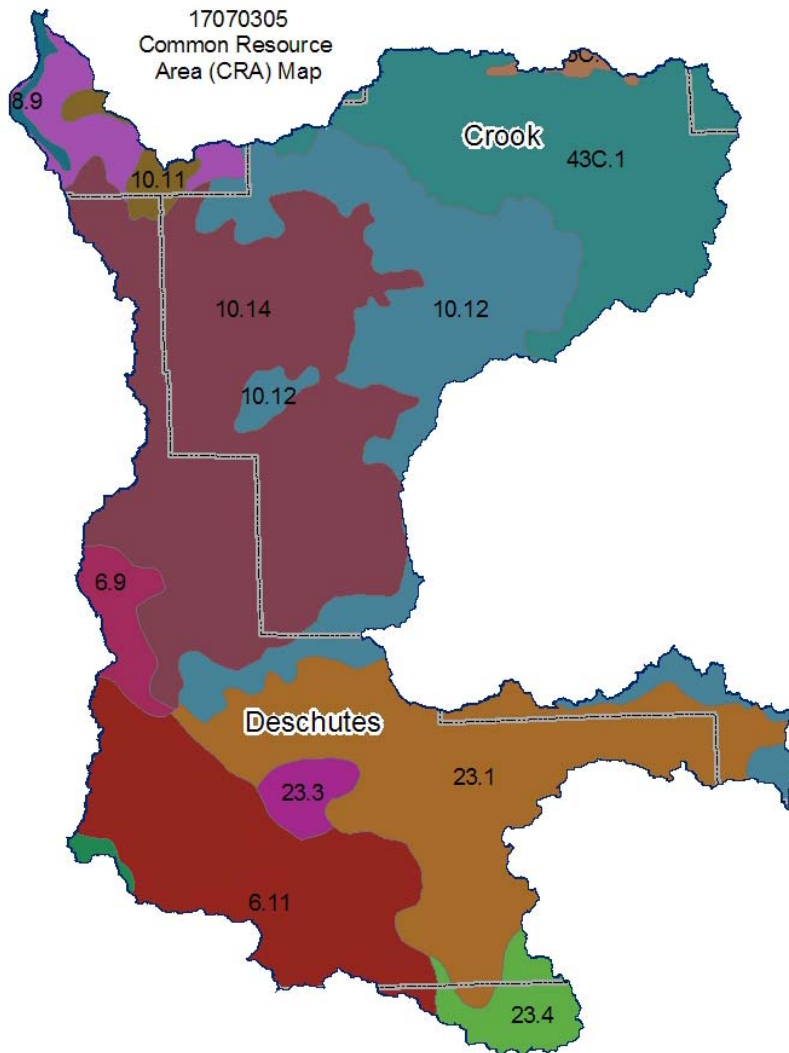 17070305
Common Resource
Area (CRA) Map
8.9
Crook
43C.1
10.11
10.14
10.12
10.12
6.9
Deschutes
23.3
23.1
6.11
23.4